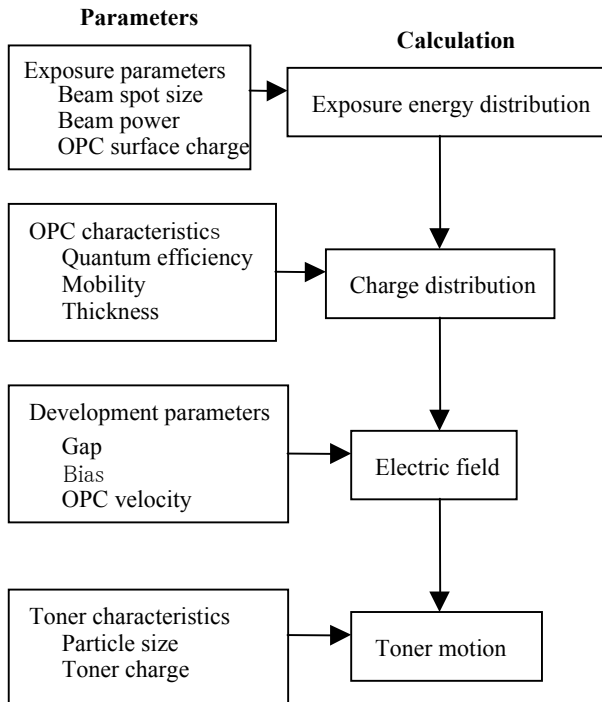 Parameters
Calculation
Exposure parameters
Beam spot size
Beam power
OPC surface charge
Exposure energy distribution
OPC characteristics
Quantum efficiency
Mobility
Thickness
Charge distribution
Development parameters
Gap
Bias
OPC velocity
Electric field
Toner characteristics
Particle size
Toner charge
Toner motion